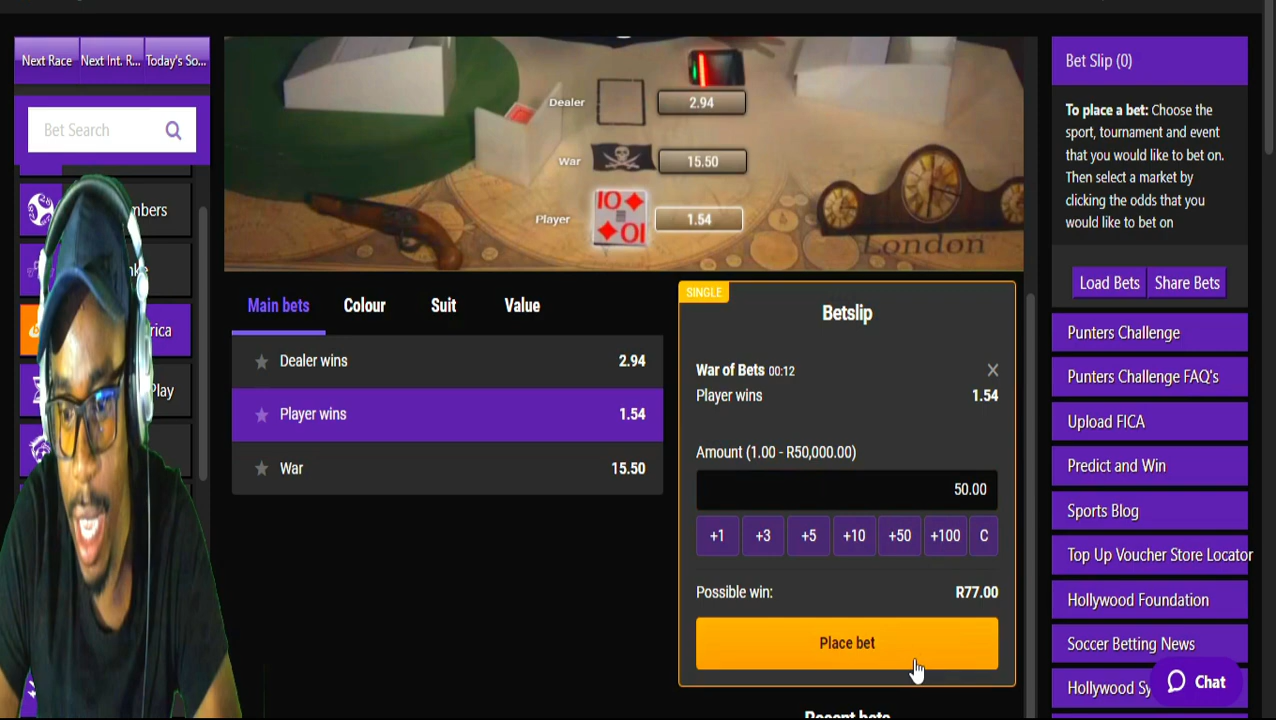 Next Race
Next Int. R...
Today's So...
Bet Search
mbers
rica
Play
Dealer
2.94
War
15.50
Player
10
10
1.54
London
Main bets
Colour
Suit
Value
Dealer wins
2.94
Player wins
1.54
War
15.50
SINGLE
Betslip
War of Bets 00:12
Player wins
1.54
Amount (1.00 - R50,000.00)
50.00
+1
+3
+5
+10
+50
+100
C
Possible win:
R77.00
Place bet
Recent bets
Bet Slip (0)
To place a bet: Choose the
sport, tournament and event
that you would like to bet on.
Then select a market by
clicking the odds that you
would like to bet on
Load Bets
Share Bets
Punters Challenge
Punters Challenge FAQ's
Upload FICA
Predict and Win
Sports Blog
Top Up Voucher Store Locator
Hollywood Foundation
Soccer Betting News
Hollywood Sy
Chat